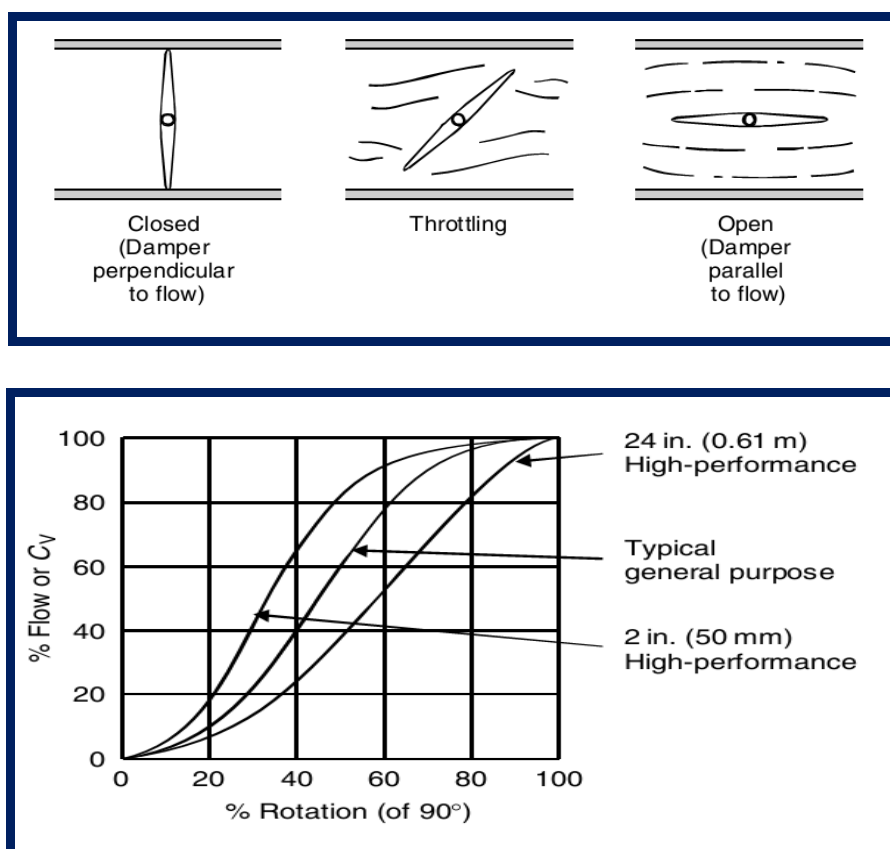 Closed
(Damper
perpendicular
to flow)
Throttling
Open
(Damper
parallel
to flow)
% Flow or CV
100
80
60
40
20
0
0 20 40 60 80 100
% Rotation (of 90°)
24 in. (0.61 m)
High-performance
Typical
general purpose
2 in. (50 mm)
High-performance